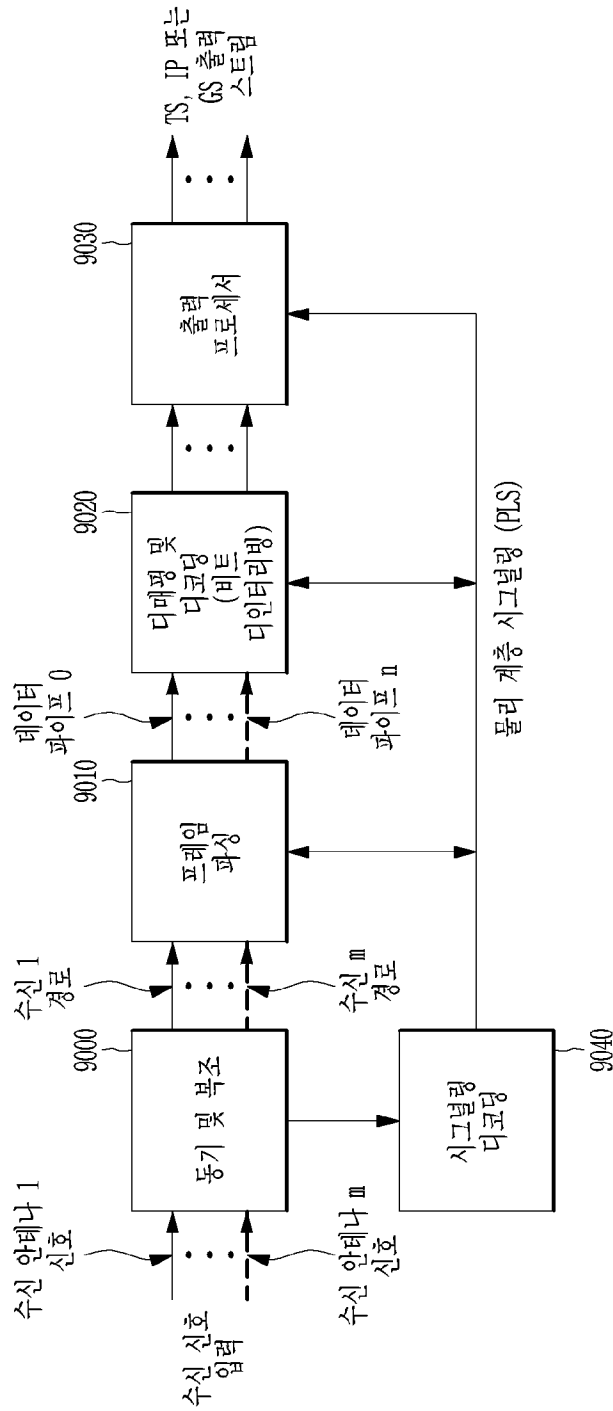 수신 신호
입력
수신 안테나 1
신호
수신 안테나 m
신호
9000
동기 및 복조
수신 1
경로
수신 m
경로
9010
프레임
파싱
데이터
파이프 0
데이터
파이프 n
9020
디매핑 및
디코딩
(비트
디인터리빙)
9030
출력
프로세서
TS, IP 또는
GS 출력
스트림
시그널링
디코딩
9040
물리 계층 시그널링 (PLS)